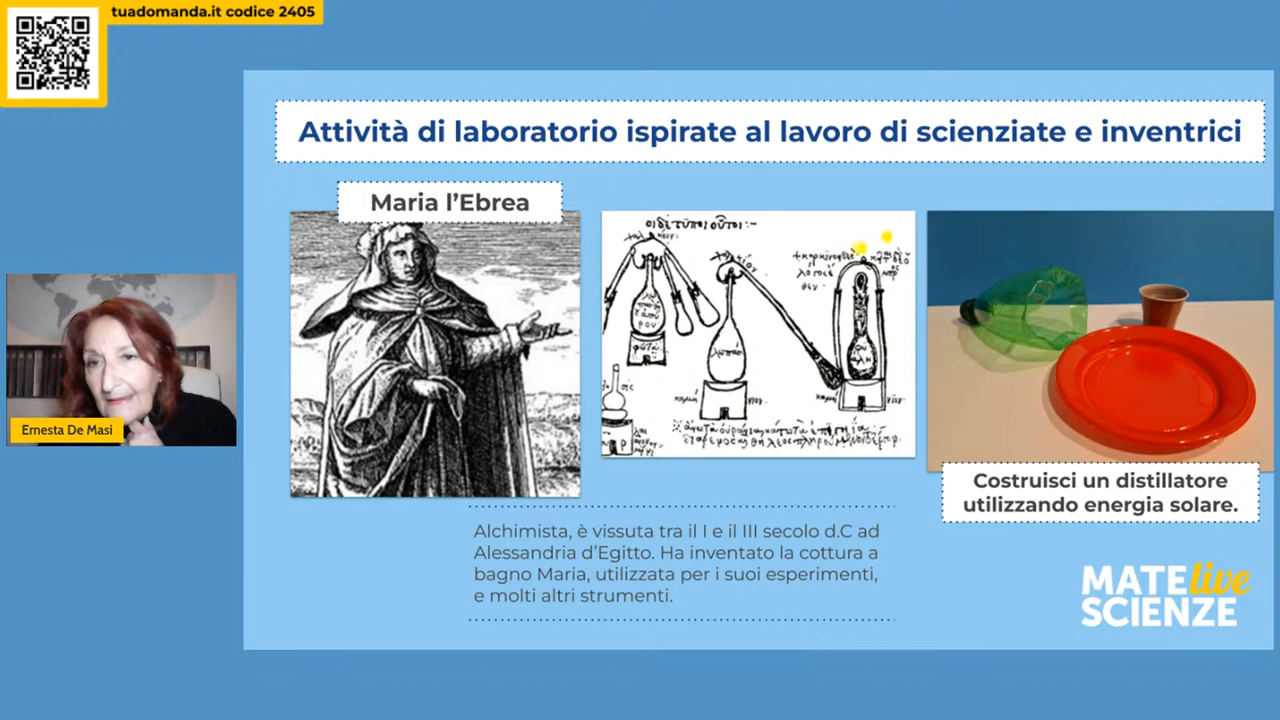 tuadomanda.it codice 2405
Attività di laboratorio ispirate al lavoro di scienziate e inventrici
Maria l’Ebrea
Ernesta De Masi
Costruisci un distillatore
utilizzando energia solare.
Alchimista, è vissuta tra il I e il III secolo d.C ad
Alessandria d’Egitto. Ha inventato la cottura a
bagno Maria, utilizzata per i suoi esperimenti,
e molti altri strumenti.
MATE live
SCIENZE